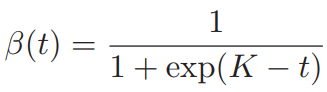 β(t) = 1 / (1 + exp(K − t))